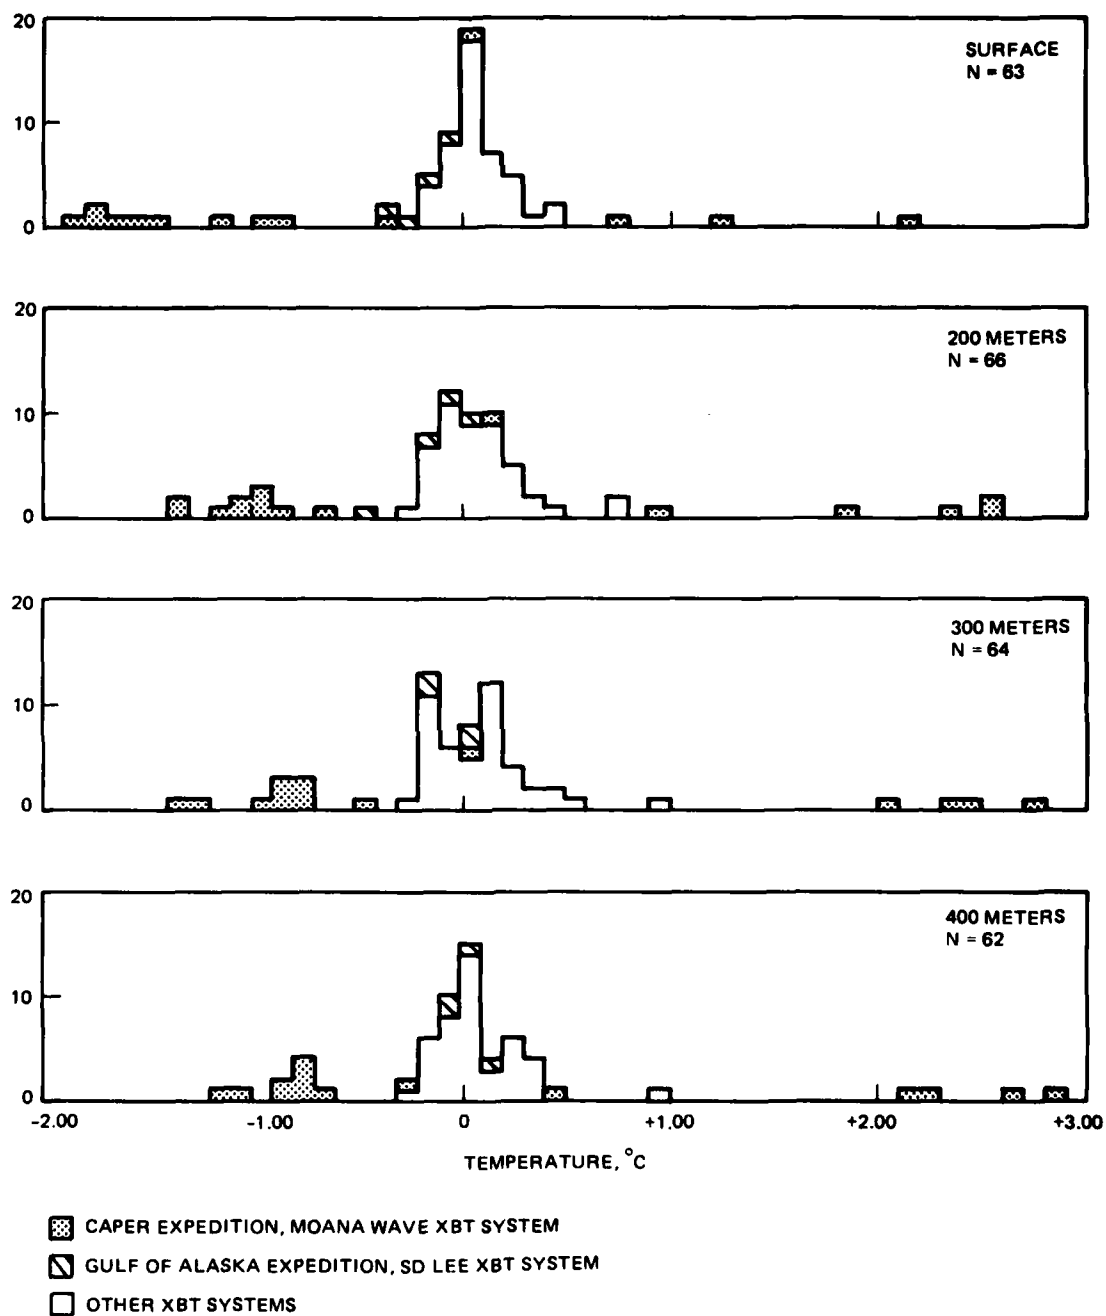 20
SURFACE
N = 63
10
0
20
200 METERS
N = 66
10
0
20
300 METERS
N = 64
10
0
20
400 METERS
N = 62
10
0
-2.00 -1.00 0 +1.00 +2.00 +3.00
TEMPERATURE, °C
CAPER EXPEDITION, MOANA WAVE XBT SYSTEM
GULF OF ALASKA EXPEDITION, SD LEE XBT SYSTEM
OTHER XBT SYSTEMS